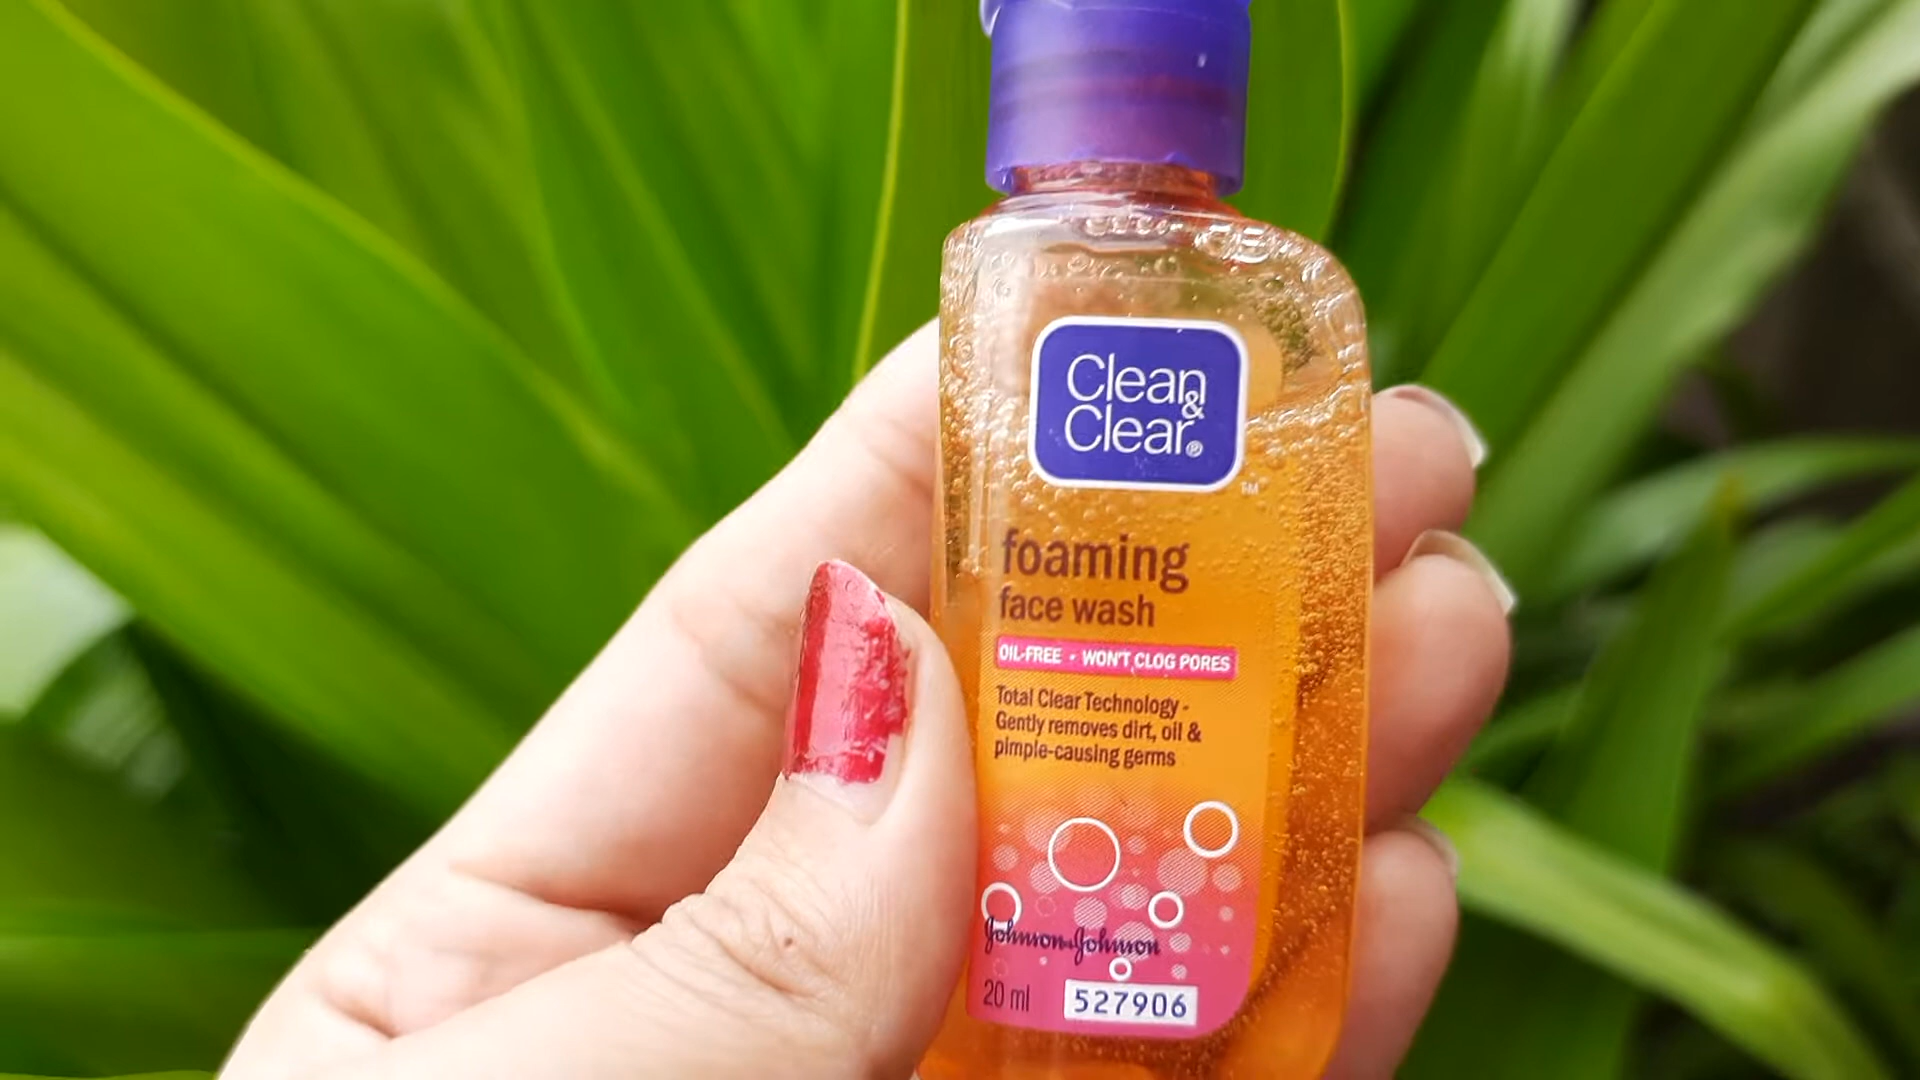 Clean
&
Clear®
SM
foaming
face wash
OIL-FREE - WON'T CLOG PORES
Total Clear Technology -
Gently removes dirt, oil &
pimple-causing germs
Johnson & Johnson
20 ml 527906